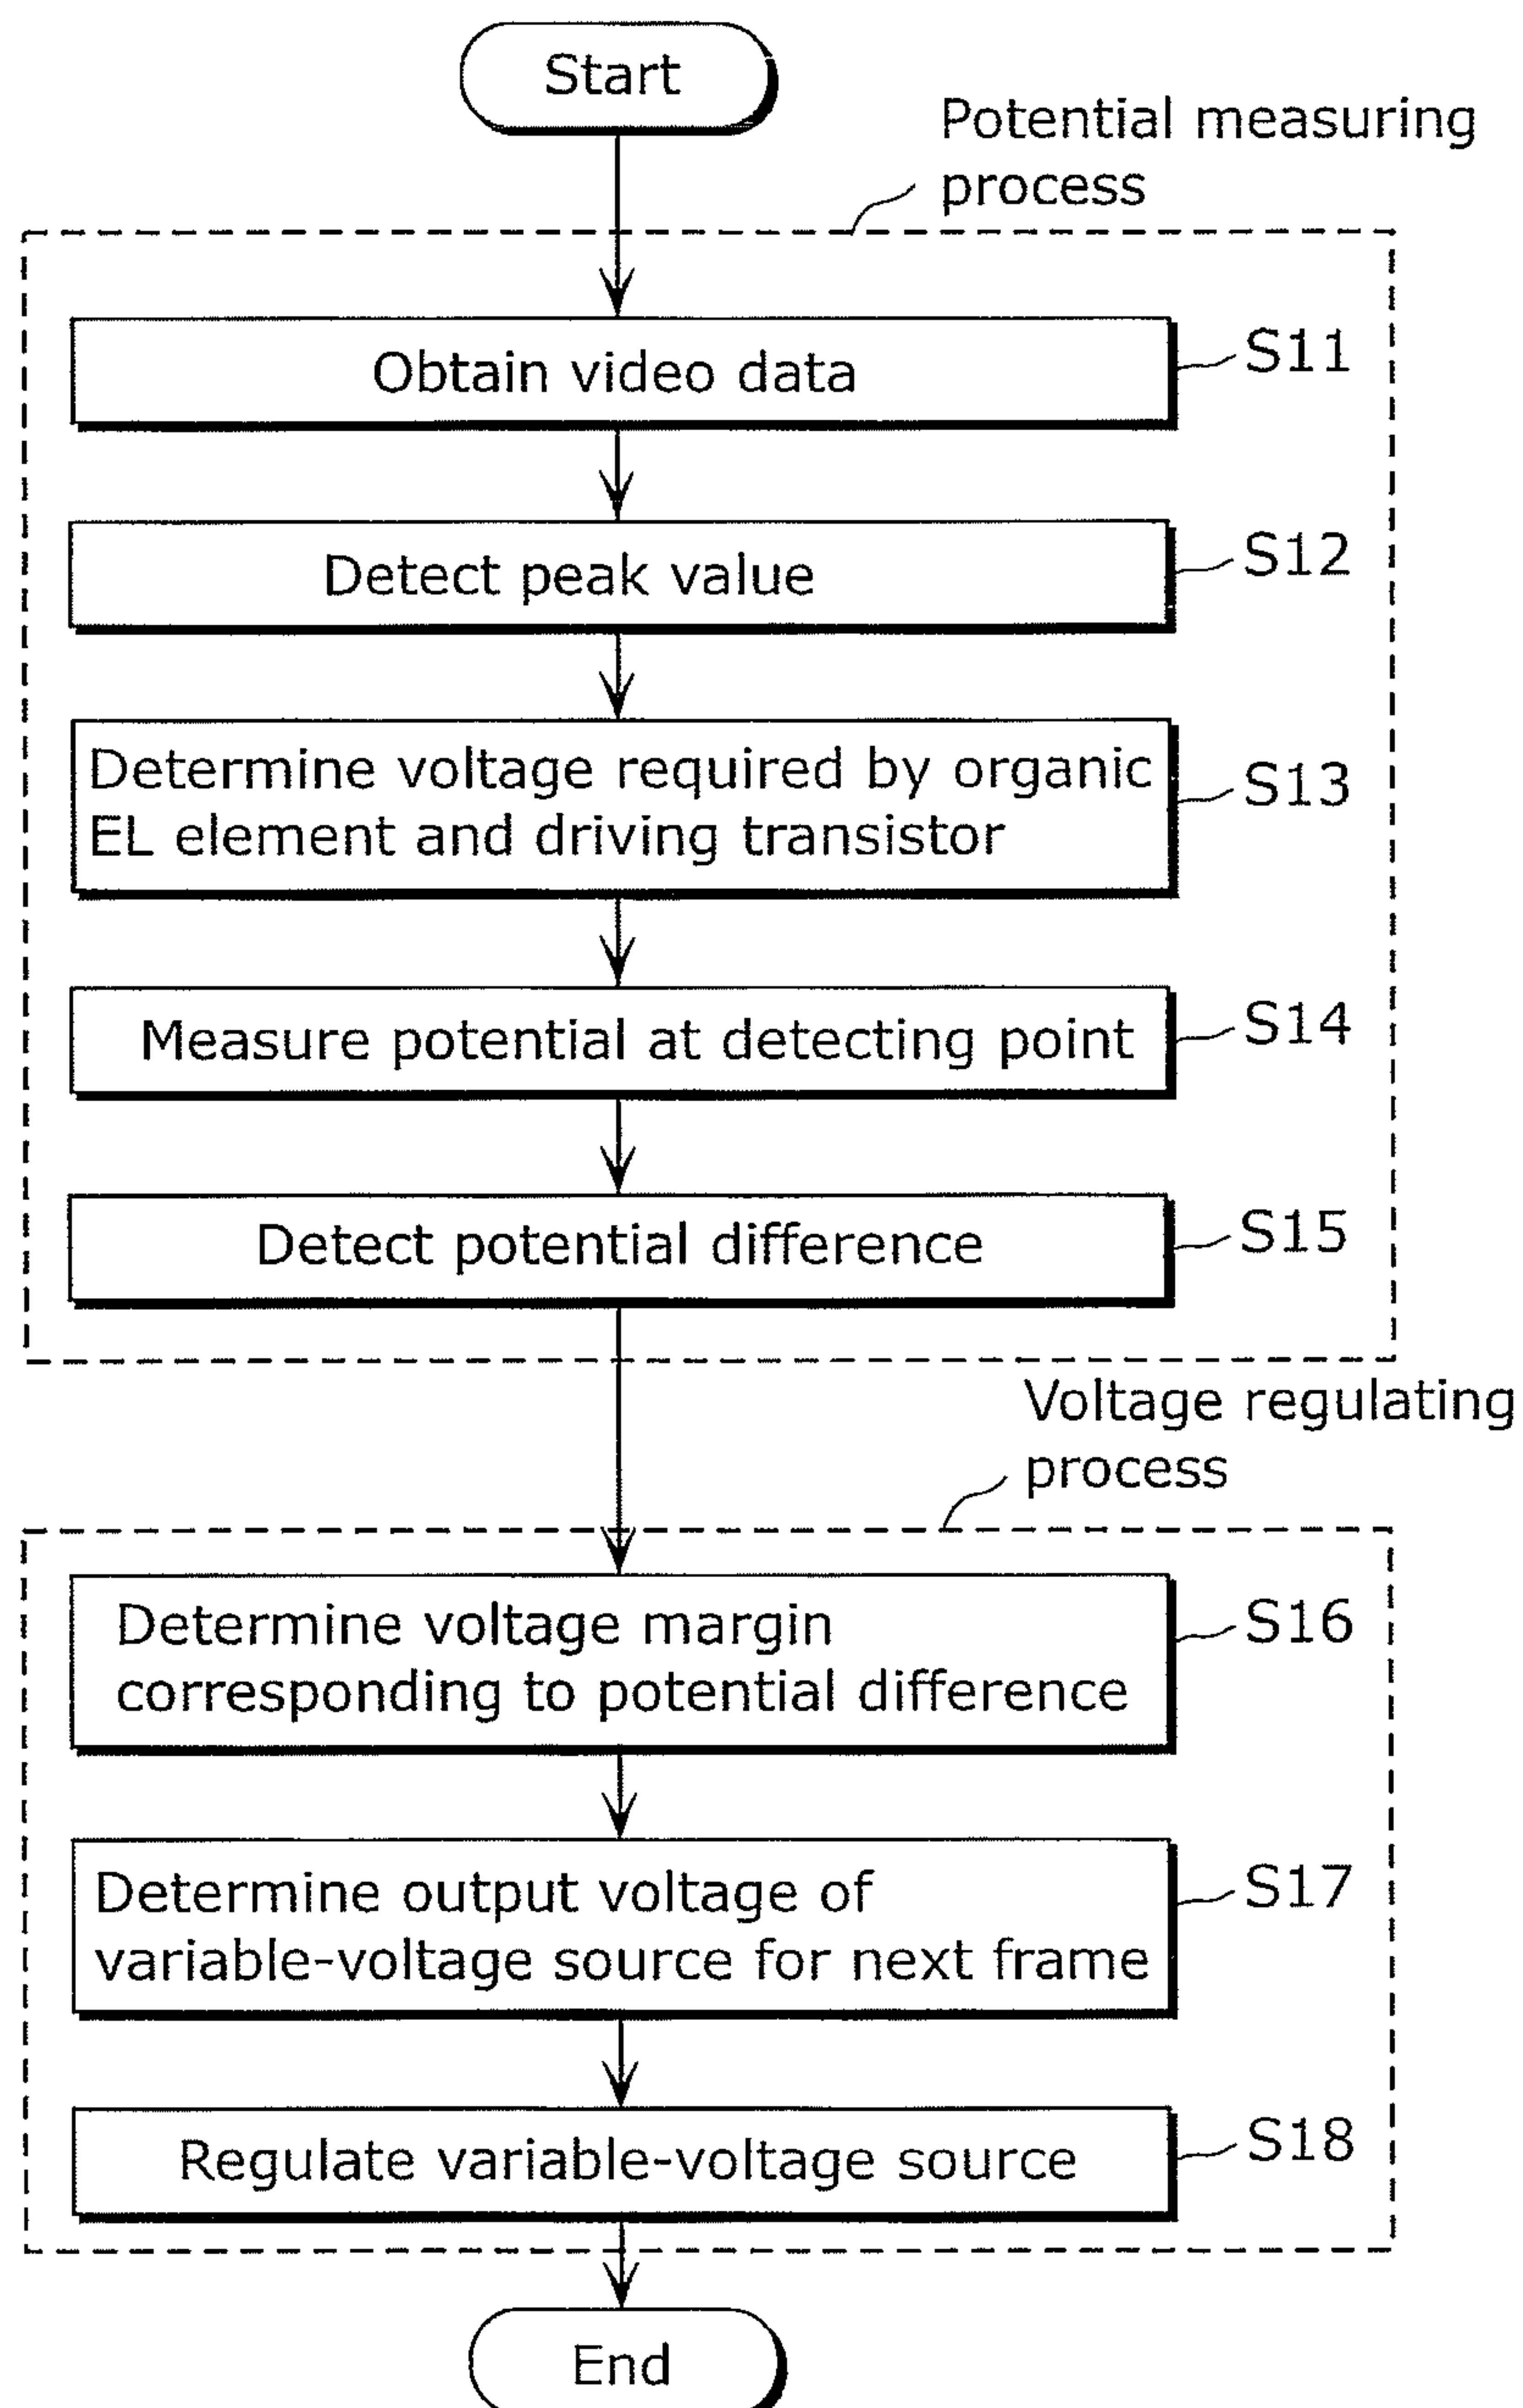 Start
Potential measuring
process
Obtain video data
S11
Detect peak value
S12
Determine voltage required by organic
EL element and driving transistor
S13
Measure potential at detecting point
S14
Detect potential difference
S15
Voltage regulating
process
Determine voltage margin
corresponding to potential difference
S16
Determine output voltage of
variable-voltage source for next frame
S17
Regulate variable-voltage source
S18
End